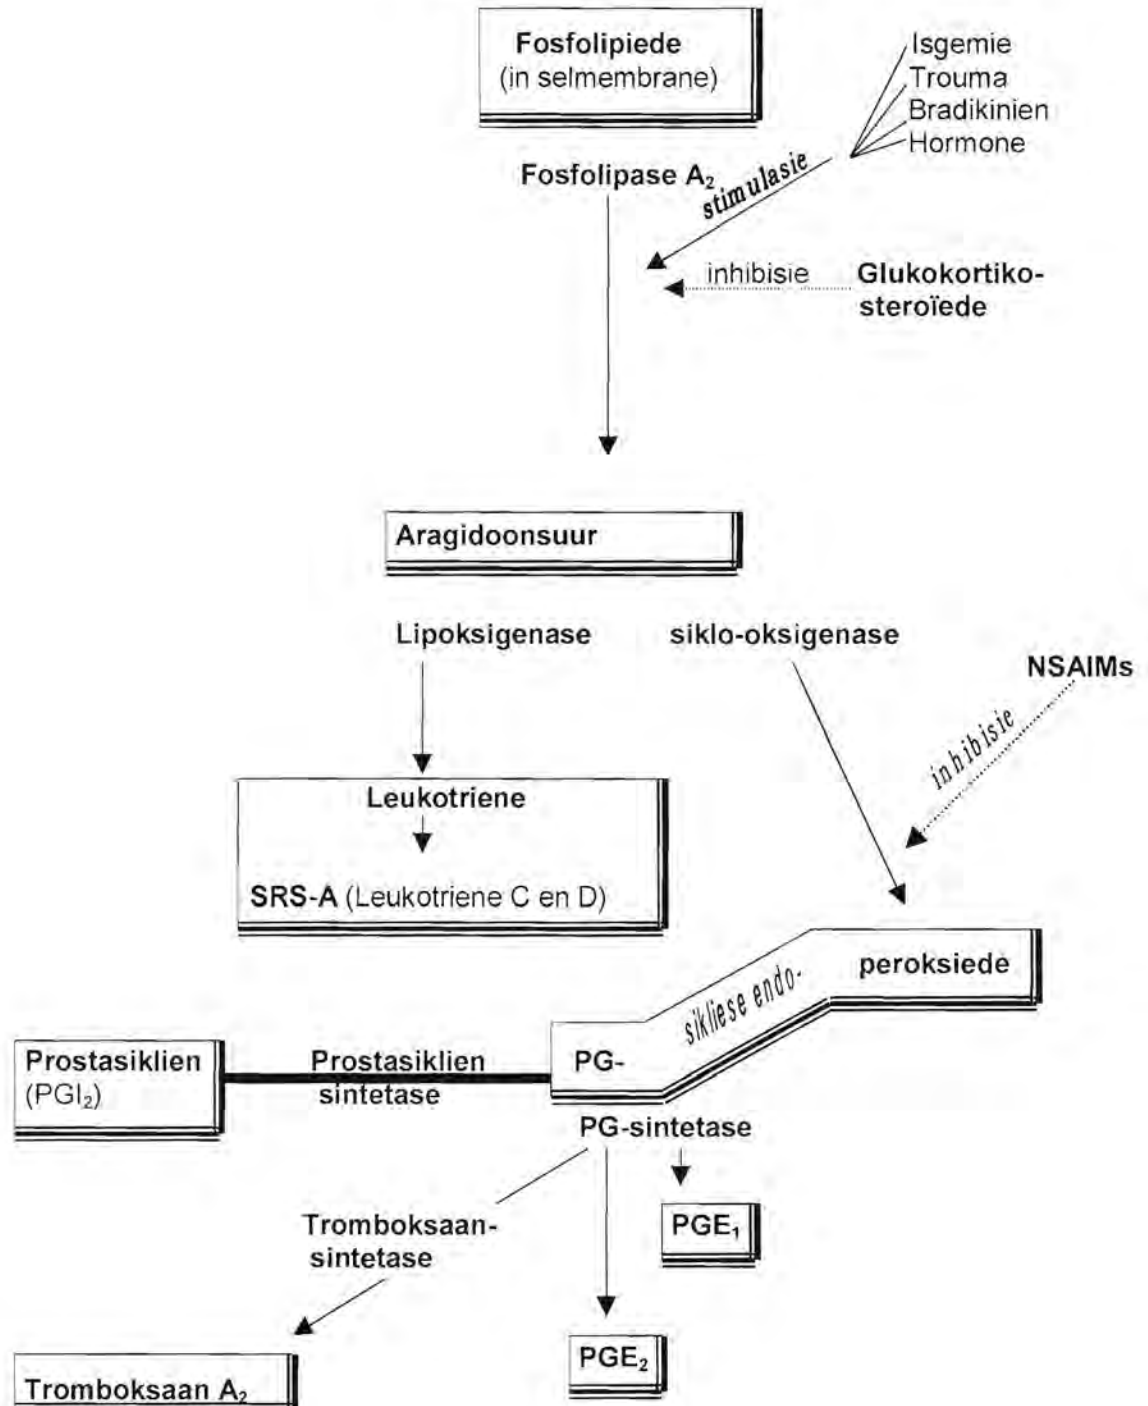 Fosfolipiede
(in selmembrane)
Isgemie
Trouma
Bradikinien
Hormone
Fosfolipase A₂
stimulasie
inhibisie
Glukokortiko-
steroïede
Aragidoonsuur
Lipoksigenase
siklo-oksigenase
NSAIMs
inhibisie
Leukotriene
SRS-A (Leukotriene C en D)
PG-
sikliese endo-
peroksiede
Prostasiklien
(PGI₂)
Prostasiklien
sintetase
PG-sintetase
Tromboksaan-
sintetase
PGE₁
PGE₂
Tromboksaan A₂